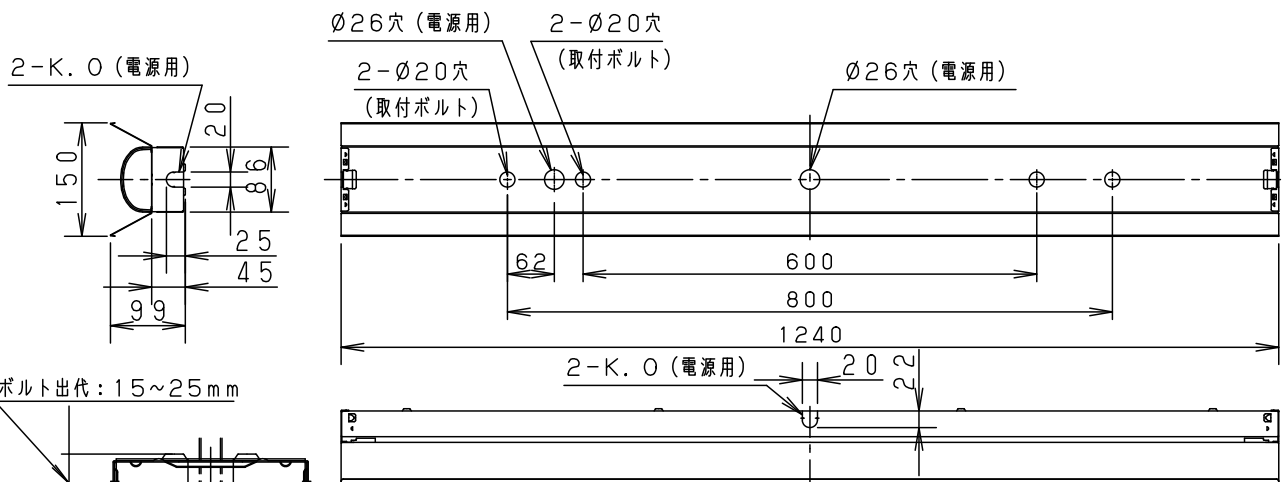 Ø26穴（電源用）
2-Ø20穴
(取付ボルト)
2-K.O（電源用）
2-Ø20穴
(取付ボルト)
Ø26穴（電源用）
20
150
86
25
45
99
62
600
800
1240
2-K.O（電源用）
20
22
ボルト出代：15~25mm